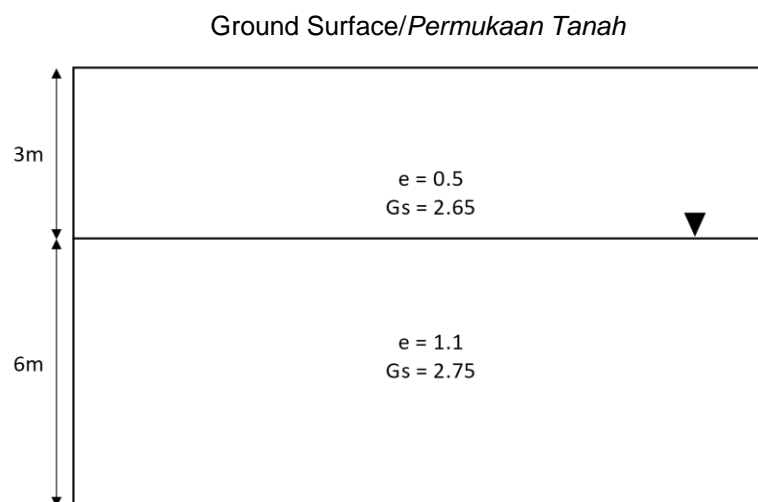 Ground Surface/Permukaan Tanah
3m
e = 0.5
Gs = 2.65
6m
e = 1.1
Gs = 2.75